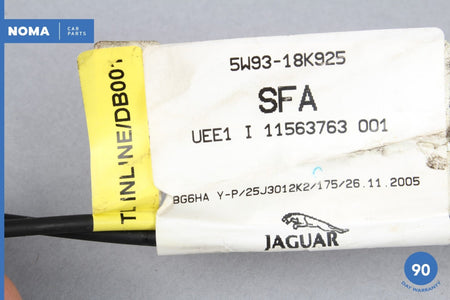 NOMA
CAR
PARTS
5W93-18K925
SFA
UEE1 I 11563763 001
BG6HA Y-P/25J3012K2/175/26.11.2005
JAGUAR
INLINE/DB001
90
DAY WARRANTY